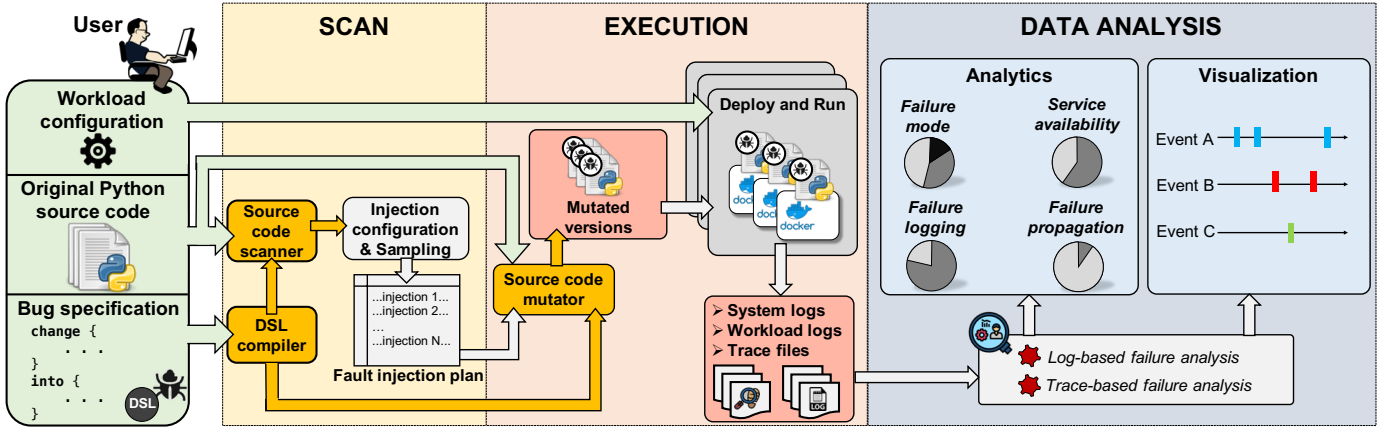 User
SCAN
EXECUTION
DATA ANALYSIS
Workload
configuration
Original Python
source code
Bug specification
change {
. . .
}
into {
. . .
}
DSL
Source
code
scanner
DSL
compiler
Injection
configuration
& Sampling
...injection 1...
...injection 2...
...
...injection N...
Fault injection plan
Mutated
versions
Source code
mutator
Deploy and Run
docker
docker
docker
➢ System logs
➢ Workload logs
➢ Trace files
LOG
Analytics
Failure
mode
Service
availability
Failure
logging
Failure
propagation
Visualization
Event A
Event B
Event C
Log-based failure analysis
Trace-based failure analysis